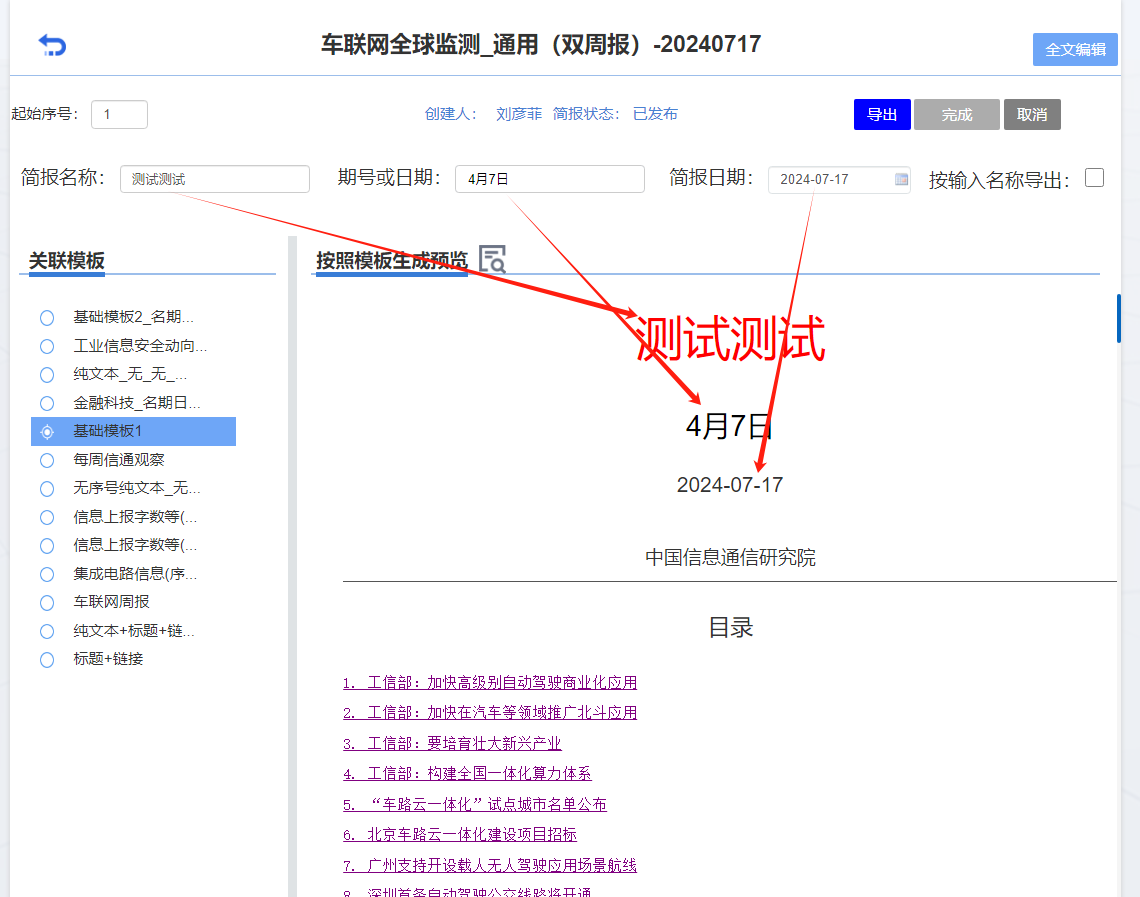 车联网全球监测_通用（双周报）-20240717
全文编辑
起始序号： 1
创建人： 刘彦菲 简报状态： 已发布
导出 完成 取消
简报名称： 测试测试 期号或日期： 4月7日 简报日期： 2024-07-17 按输入名称导出：
关联模板
基础模板2_名期...
工业信息安全动向...
纯文本_无_无_...
金融科技_名期日...
基础模板1
每周信通观察
无序号纯文本_无...
信息上报字数等(...
信息上报字数等(...
集成电路信息(序...
车联网周报
纯文本+标题+链...
标题+链接
按照模板生成预览
测试测试
4月7日
2024-07-17
中国信息通信研究院
目录
1. 工信部：加快高级别自动驾驶商业化应用
2. 工信部：加快在汽车等领域推广北斗应用
3. 工信部：要培育壮大新兴产业
4. 工信部：构建全国一体化算力体系
5. “车路云一体化”试点城市名单公布
6. 北京车路云一体化建设项目招标
7. 广州支持开设载人无人驾驶应用场景航线
8. 深圳首条自动驾驶公交线路将开通